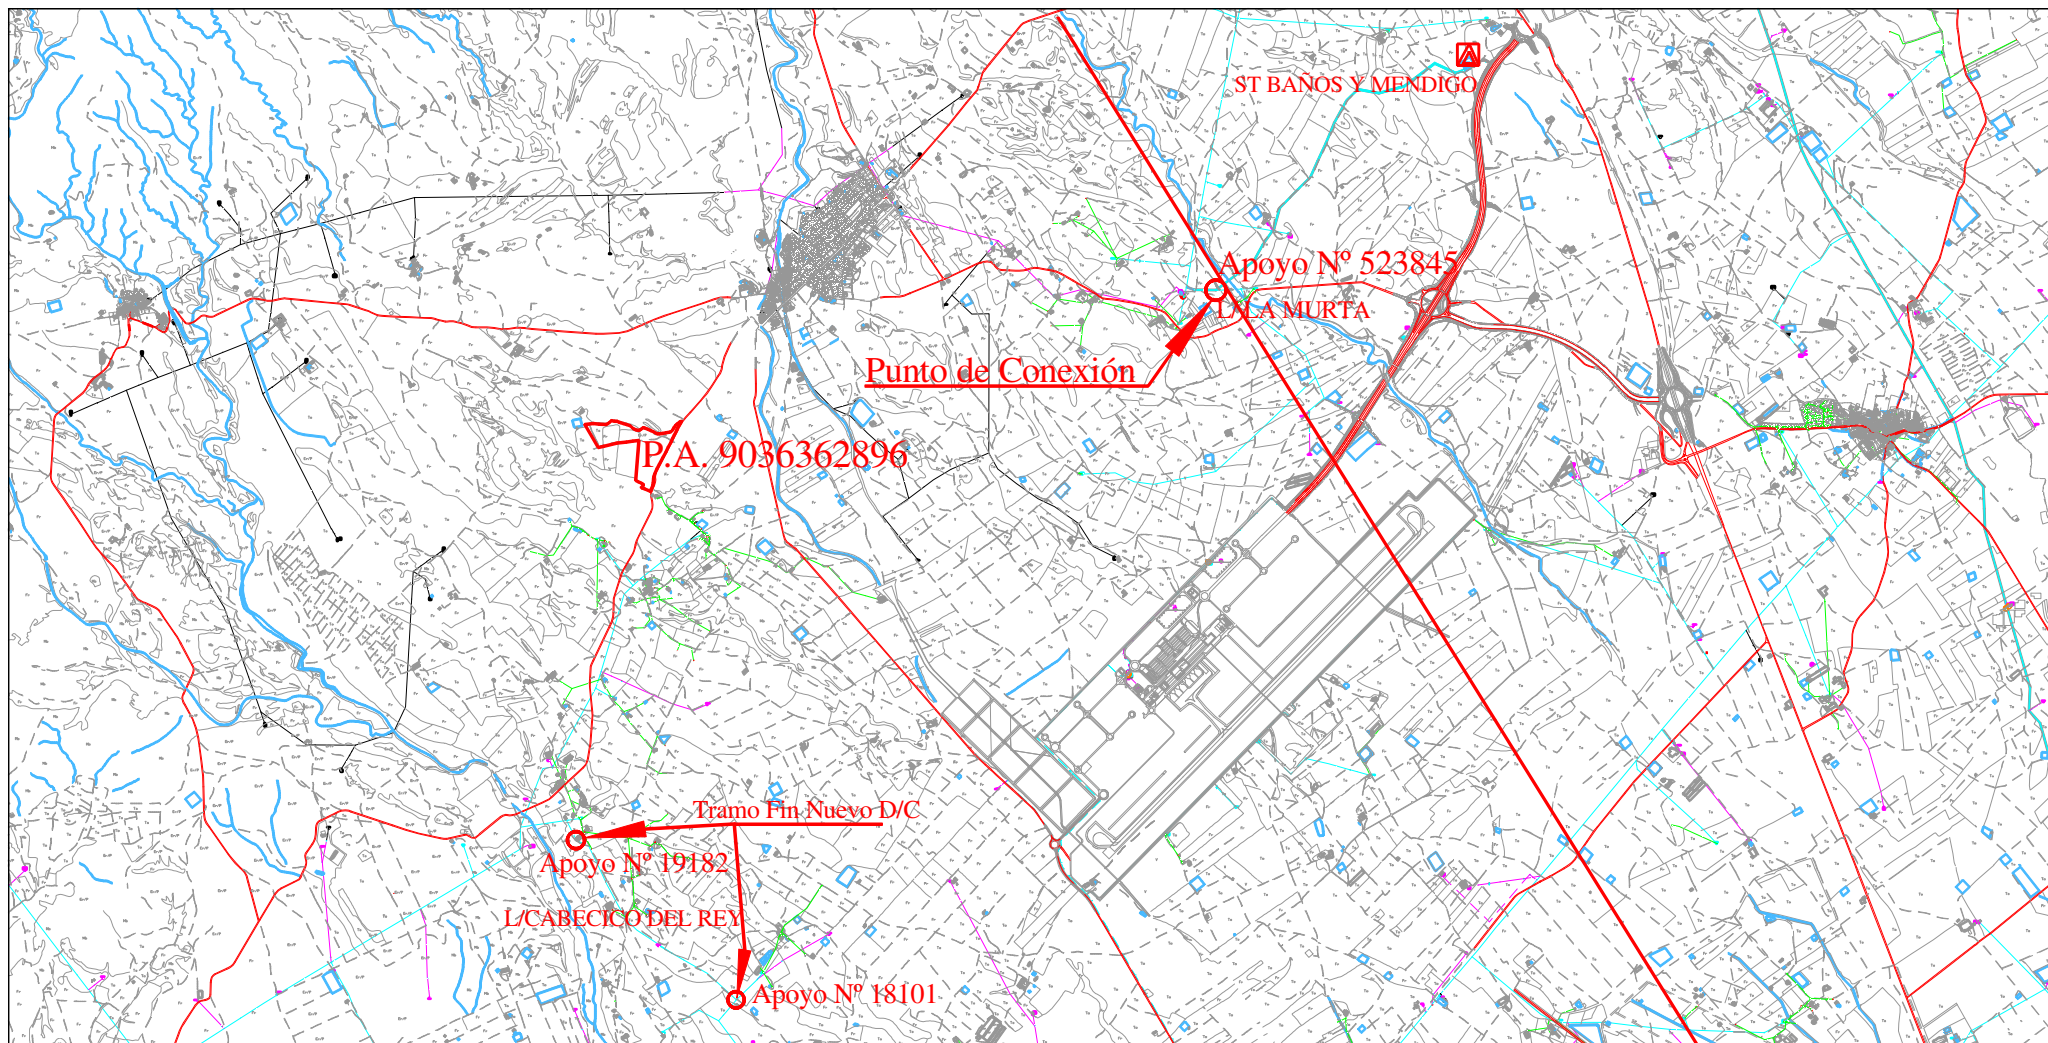 ST BAÑOS Y MENDIGO
Apoyo Nº 523845
L/LA MURTA
Punto de Conexión
P.A. 9036362896
Tramo Fin Nuevo D/C
Apoyo Nº 19182
L/CABECICO DEL REY
Apoyo Nº 18101